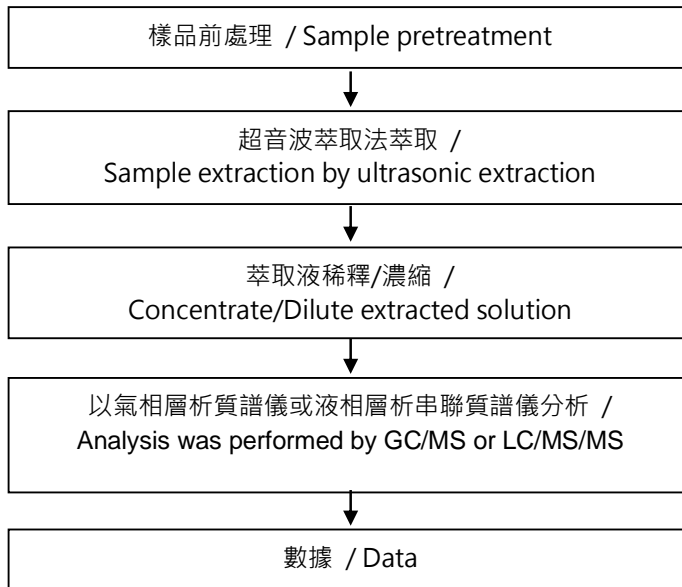 樣品前處理 / Sample pretreatment
超音波萃取法萃取 /
Sample extraction by ultrasonic extraction
萃取液稀釋/濃縮 /
Concentrate/Dilute extracted solution
以氣相層析質譜儀或液相層析串聯質譜儀分析 /
Analysis was performed by GC/MS or LC/MS/MS
數據 / Data